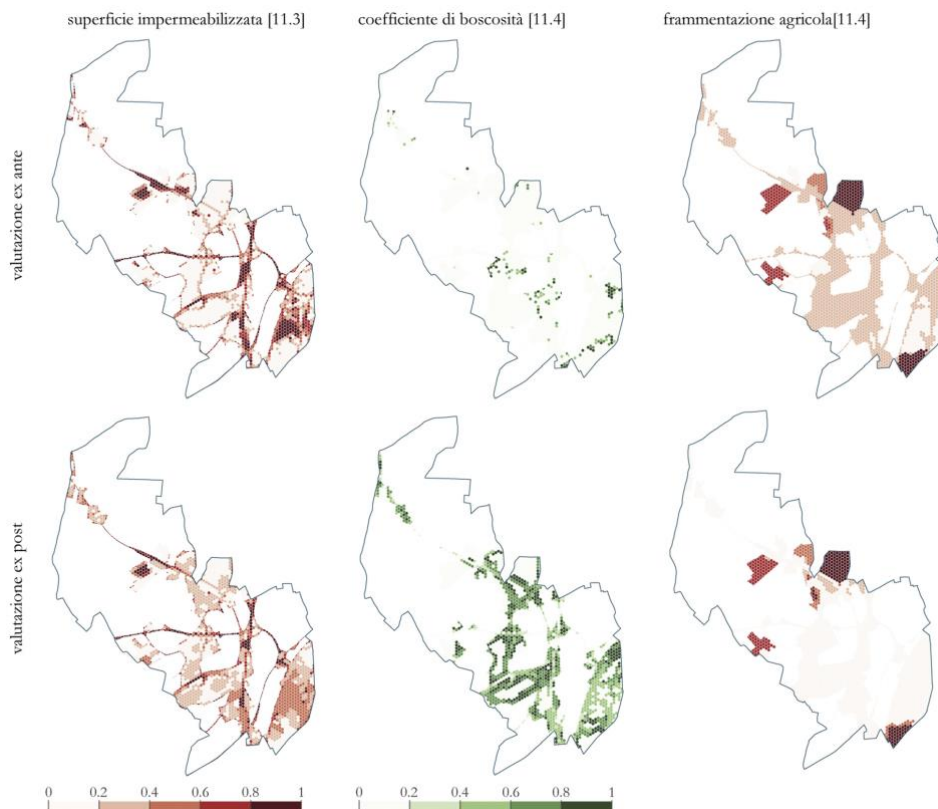 superficie impermeabilizzata [11.3]
coefficiente di boscosità [11.4]
frammentazione agricola[11.4]
valutazione ex ante
valutazione ex post
0 0.2 0.4 0.6 0.8 1
0 0.2 0.4 0.6 0.8 1